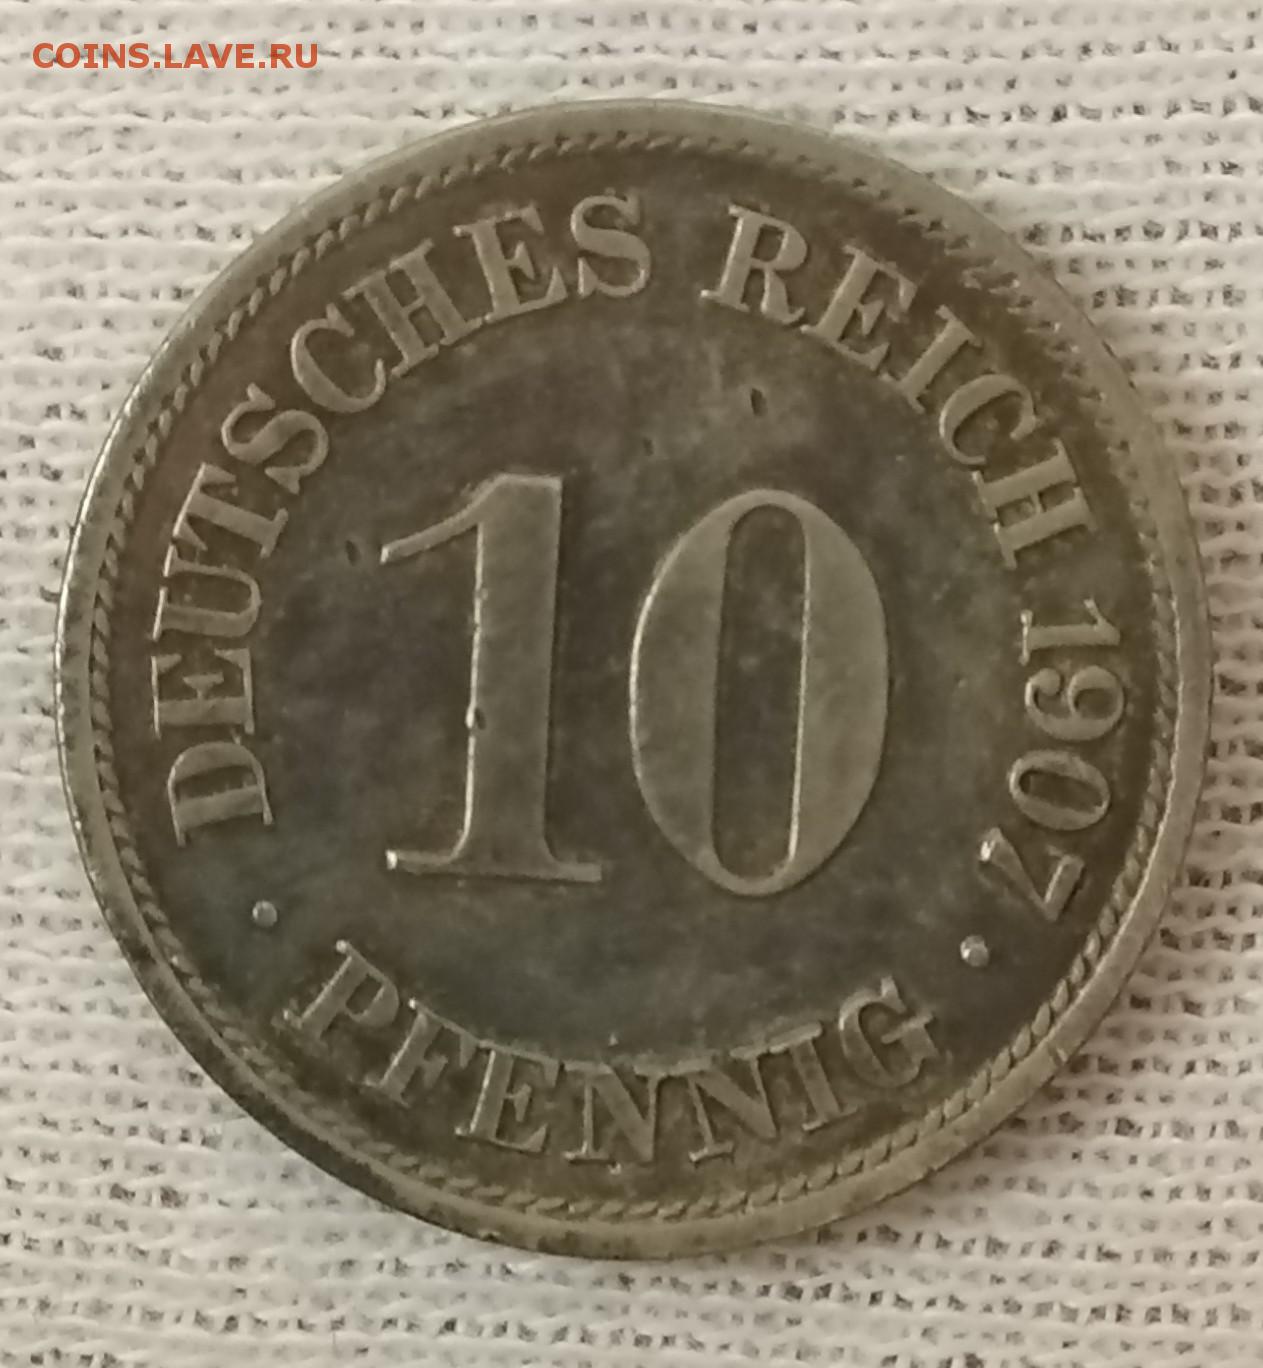 COINS.LAVE.RU
DEUTSCHES REICH 1907
10
· PFENNIG ·